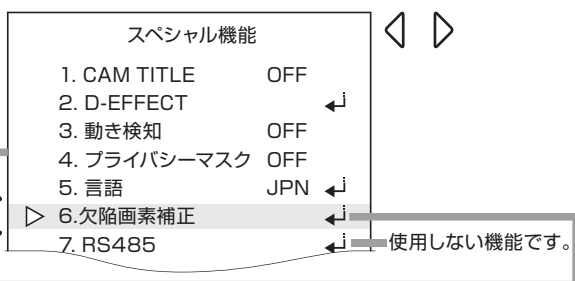 スペシャル機能
1. CAM TITLE OFF
2. D-EFFECT ↲
3. 動き検知 OFF
4. プライバシーマスク OFF
5. 言語 JPN ↲
▷ 6.欠陥画素補正 ↲
7. RS485 ↲ 使用しない機能です。